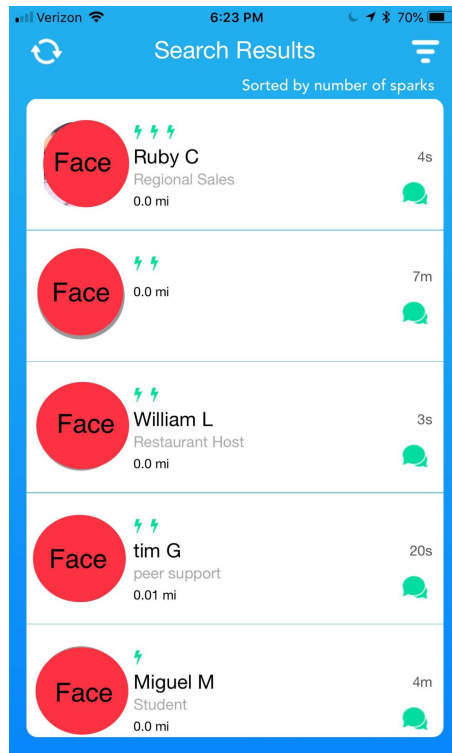 Verizon 6:23 PM 70%
Search Results
Sorted by number of sparks
Face
Ruby C
Regional Sales
0.0 mi
4s
Face
0.0 mi
7m
Face
William L
Restaurant Host
0.0 mi
3s
Face
tim G
peer support
0.01 mi
20s
Face
Miguel M
Student
0.0 mi
4m